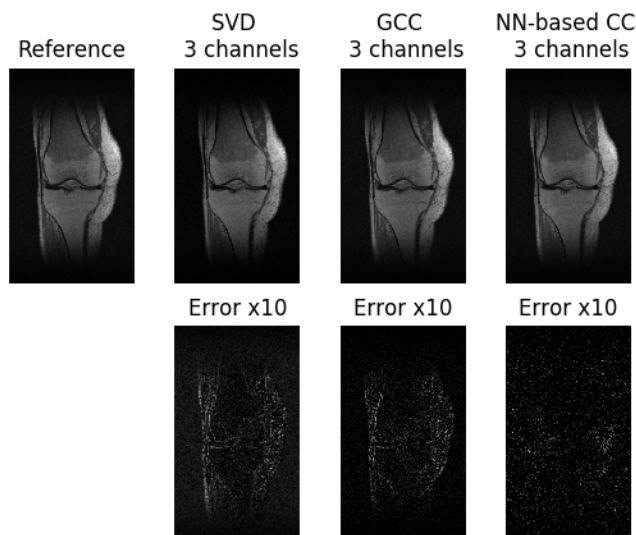 Reference
SVD
3 channels
GCC
3 channels
NN-based CC
3 channels
Error x10
Error x10
Error x10